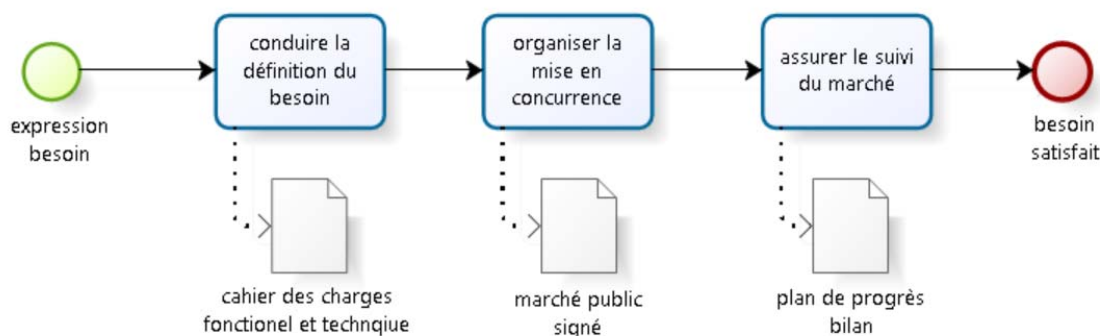 expression
besoin
conduire la
définition du
besoin
organiser la
mise en
concurrence
assurer le suivi
du marché
besoin
satisfait
cahier des charges
fonctionel et technqiue
marché public
signé
plan de progrès
bilan